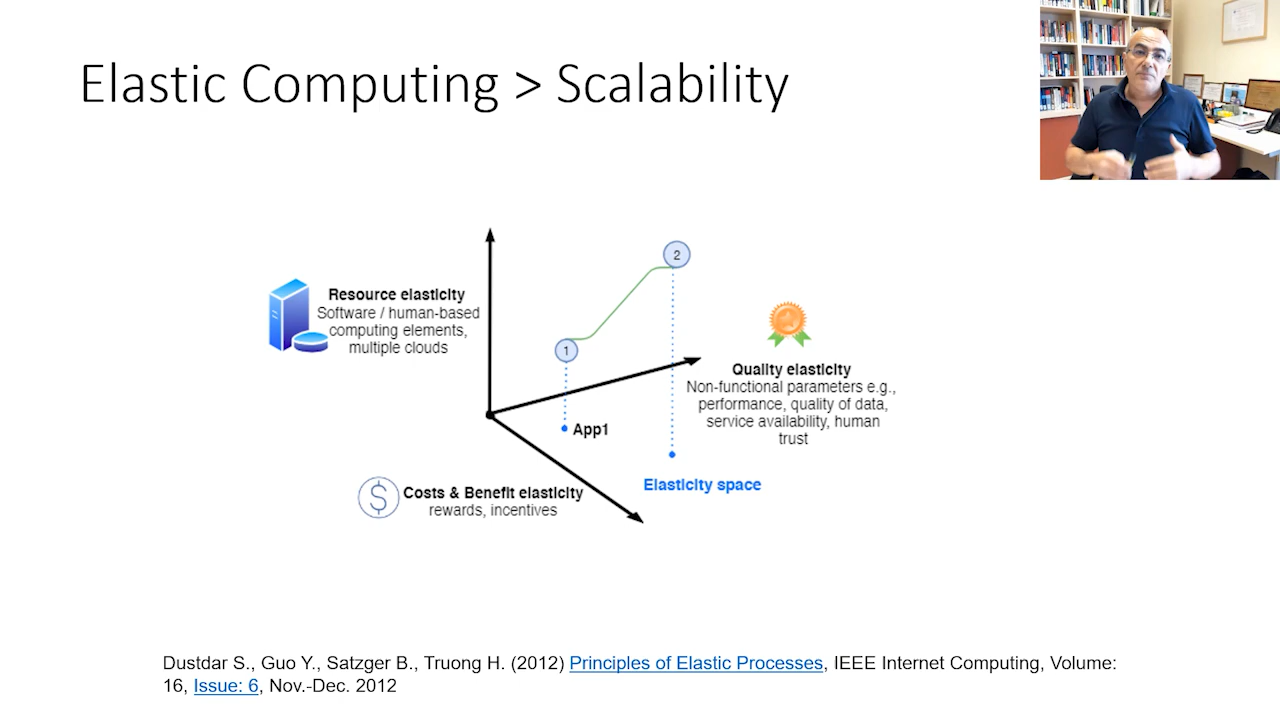 Elastic Computing > Scalability
2
Resource elasticity
Software / human-based
computing elements,
multiple clouds
1
Quality elasticity
Non-functional parameters e.g.,
performance, quality of data,
service availability, human
trust
App1
Elasticity space
$
Costs & Benefit elasticity
rewards, incentives
Dustdar S., Guo Y., Satzger B., Truong H. (2012) Principles of Elastic Processes, IEEE Internet Computing, Volume:
16, Issue: 6, Nov.-Dec. 2012